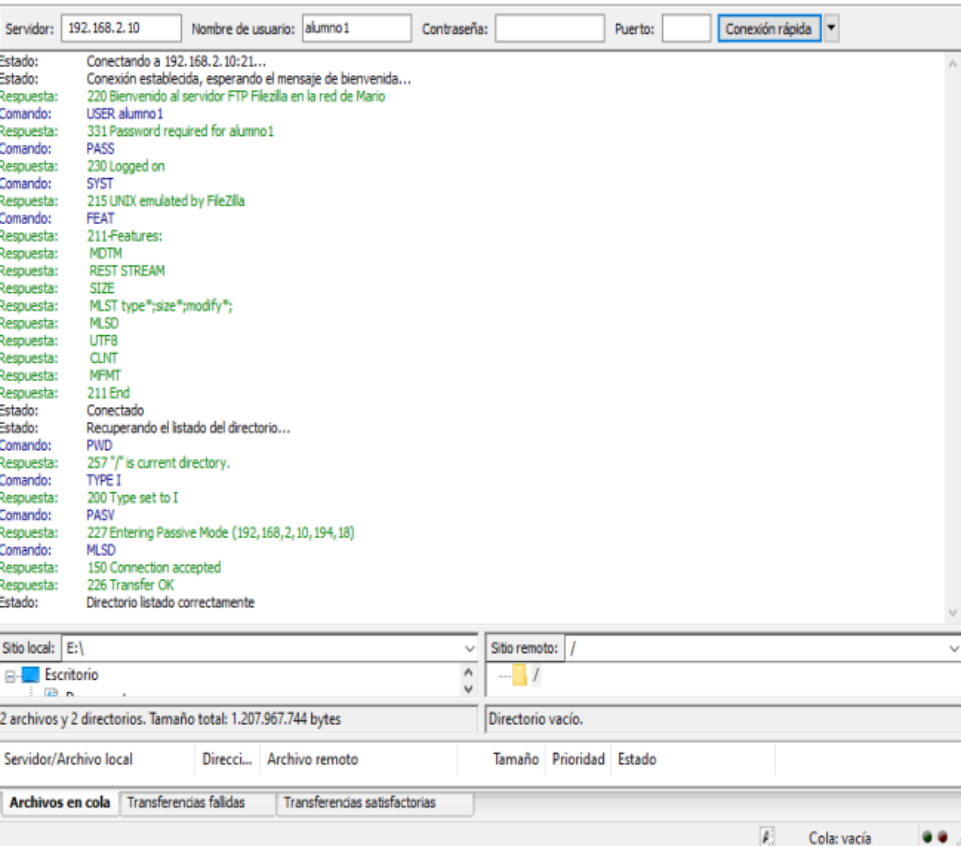 Servidor: 192.168.2.10 Nombre de usuario: alumno1 Contraseña: Puerto: Conexión rápida
Estado: Conectando a 192.168.2.10:21...
Estado: Conexión establecida, esperando el mensaje de bienvenida...
Respuesta: 220 Bienvenido al servidor FTP Filezilla en la red de Mario
Comando: USER alumno1
Respuesta: 331 Password required for alumno1
Comando: PASS
Respuesta: 230 Logged on
Comando: SYST
Respuesta: 215 UNIX emulated by FileZilla
Comando: FEAT
Respuesta: 211-Features:
Respuesta: MDTM
Respuesta: REST STREAM
Respuesta: SIZE
Respuesta: MLST type*;size*;modify*;
Respuesta: MLSD
Respuesta: UTF8
Respuesta: CLNT
Respuesta: MFMT
Respuesta: 211 End
Estado: Conectado
Estado: Recuperando el listado del directorio...
Comando: PWD
Respuesta: 257 "/" is current directory.
Comando: TYPE I
Respuesta: 200 Type set to I
Comando: PASV
Respuesta: 227 Entering Passive Mode (192,168,2,10,194,18)
Comando: MLSD
Respuesta: 150 Connection accepted
Respuesta: 226 Transfer OK
Estado: Directorio listado correctamente
Sitio local: E:\ Sitio remoto: /
Escritorio /
2 archivos y 2 directorios. Tamaño total: 1.207.967.744 bytes Directorio vacío.
Servidor/Archivo local Direcci... Archivo remoto Tamaño Prioridad Estado
Archivos en cola Transferencias fallidas Transferencias satisfactorias
Cola: vacía